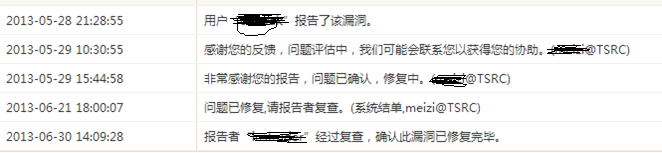 2013-05-28 21:28:55 用户 " "报告了该漏洞。
2013-05-29 10:30:55 感谢您的反馈，问题评估中，我们可能会联系您以获得您的协助。( @TSRC)
2013-05-29 15:44:58 非常感谢您的报告，问题已确认，修复中。( @TSRC)
2013-06-21 18:00:07 问题已修复,请报告者复查。(系统结单,meizi@TSRC)
2013-06-30 14:09:28 报告者 " "经过复查，确认此漏洞已修复完毕。